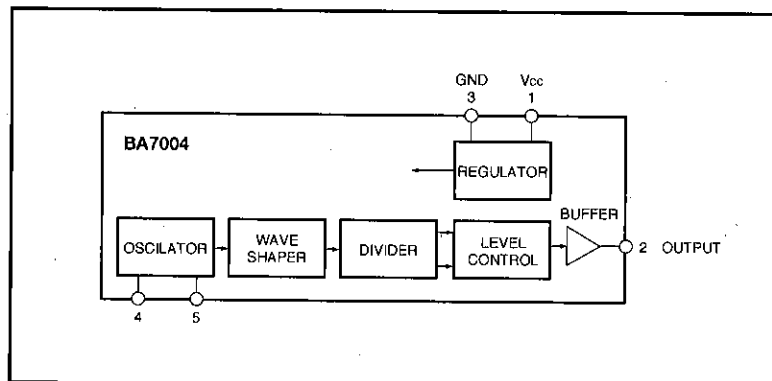 GND Vcc
3 1
BA7004
REGULATOR
BUFFER
OSCILATOR
WAVE
SHAPER
DIVIDER
LEVEL
CONTROL
2 OUTPUT
4 5